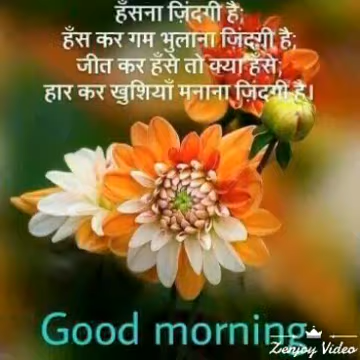 हँसना ज़िंदगी है;
हँस कर गम भुलाना ज़िंदगी है;
जीत कर हँसे तो क्या हँसे;
हार कर खुशियाँ मनाना ज़िंदगी है।
Good morning
Zenjoy Video